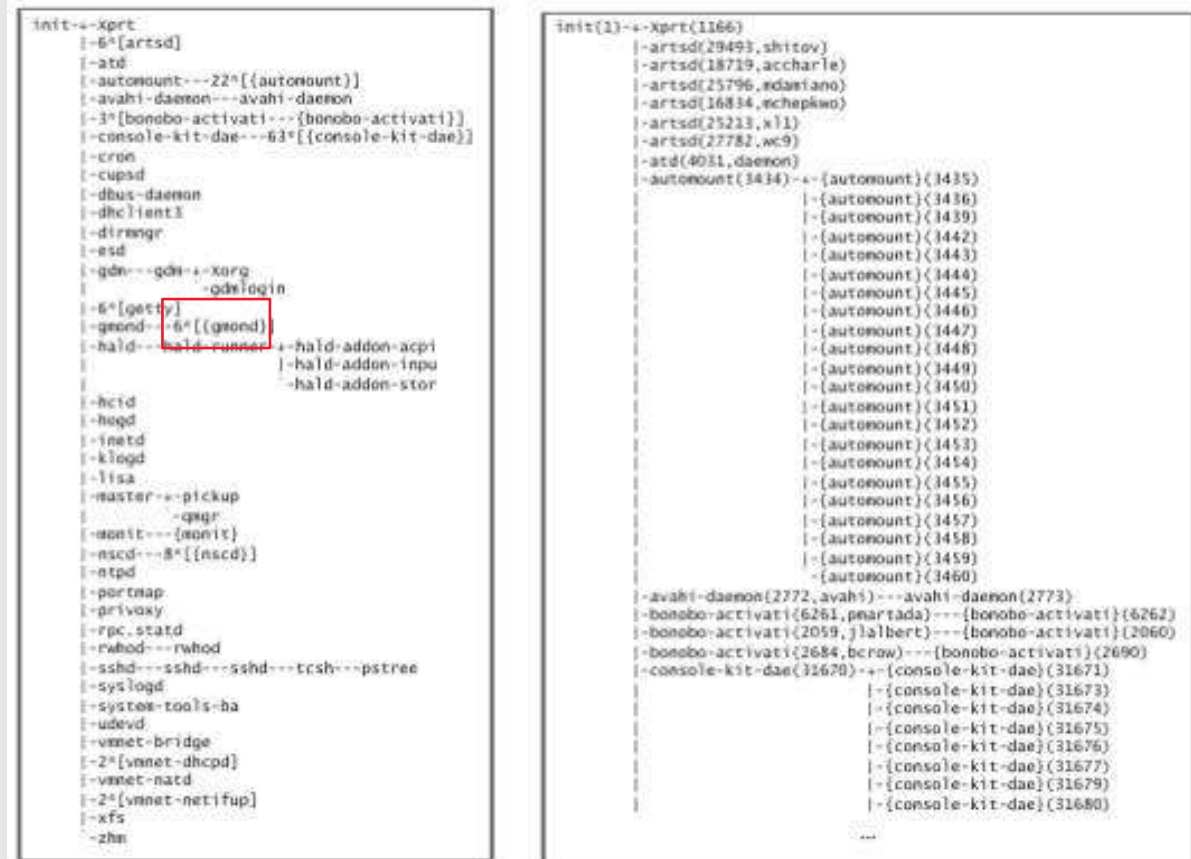 init-+-Xprt
|-6*[artsd]
|-atd
|-automount---22*[{automount}]
|-avahi-daemon---avahi-daemon
|-3*[bonobo-activati---{bonobo-activati}]
|-console-kit-dae---63*[{console-kit-dae}]
|-cron
|-cupsd
|-dbus-daemon
|-dhclient3
|-dirmngr
|-esd
|-gdm---gdm-+-Xorg
| `-gdmlogin
|-6*[getty]
|-gmond---6*[{gmond}]
|-hald---hald-runner-+-hald-addon-acpi
| |-hald-addon-inpu
| `-hald-addon-stor
|-hcid
|-hogd
|-inetd
|-klogd
|-lisa
|-master-+-pickup
| `-qmgr
|-monit---{monit}
|-nscd---8*[{nscd}]
|-ntpd
|-portmap
|-privoxy
|-rpc.statd
|-rwhod---rwhod
|-sshd---sshd---sshd---tcsh---pstree
|-syslogd
|-system-tools-ba
|-udevd
|-vmnet-bridge
|-2*[vmnet-dhcpd]
|-vmnet-natd
|-2*[vmnet-netifup]
|-xfs
`-zhm
init(1)-+-Xprt(1166)
|-artsd(29493,shitov)
|-artsd(18719,accharle)
|-artsd(25796,mdamiano)
|-artsd(16834,mchepkwo)
|-artsd(25213,xl1)
|-artsd(27782,wc9)
|-atd(4031,daemon)
|-automount(3434)-+-{automount}(3435)
| |-{automount}(3436)
| |-{automount}(3439)
| |-{automount}(3442)
| |-{automount}(3443)
| |-{automount}(3444)
| |-{automount}(3445)
| |-{automount}(3446)
| |-{automount}(3447)
| |-{automount}(3448)
| |-{automount}(3449)
| |-{automount}(3450)
| |-{automount}(3451)
| |-{automount}(3452)
| |-{automount}(3453)
| |-{automount}(3454)
| |-{automount}(3455)
| |-{automount}(3456)
| |-{automount}(3457)
| |-{automount}(3458)
| |-{automount}(3459)
| `-{automount}(3460)
|-avahi-daemon(2772,avahi)---avahi-daemon(2773)
|-bonobo-activati(6261,pmartada)---{bonobo-activati}(6262)
|-bonobo-activati(2059,jlalbert)---{bonobo-activati}(2060)
|-bonobo-activati(2684,bcrow)---{bonobo-activati}(2690)
|-console-kit-dae(31670)-+-{console-kit-dae}(31671)
| |-{console-kit-dae}(31673)
| |-{console-kit-dae}(31674)
| |-{console-kit-dae}(31675)
| |-{console-kit-dae}(31676)
| |-{console-kit-dae}(31677)
| |-{console-kit-dae}(31679)
| |-{console-kit-dae}(31680)
...